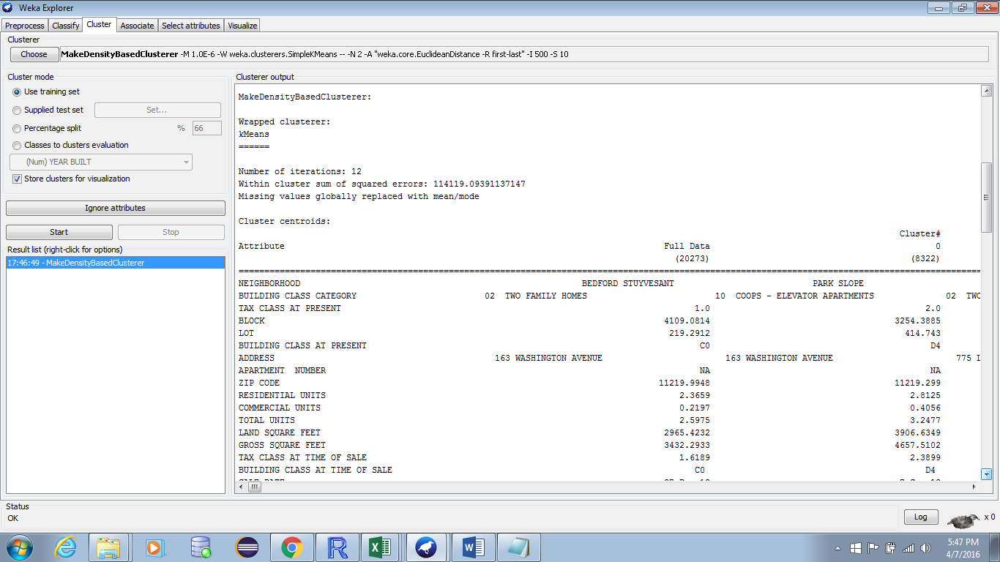 Weka Explorer
Preprocess Classify Cluster Associate Select attributes Visualize
Clusterer
Choose MakeDensityBasedClusterer -M 1.0E-6 -W weka.clusterers.SimpleKMeans -- -N 2 -A "weka.core.EuclideanDistance -R first-last" -I 500 -S 10
Cluster mode
Use training set
Supplied test set Set...
Percentage split % 66
Classes to clusters evaluation
(Num) YEAR BUILT
Store clusters for visualization
Ignore attributes
Start Stop
Result list (right-click for options)
17:46:49 - MakeDensityBasedClusterer
Clusterer output
MakeDensityBasedClusterer:
Wrapped clusterer:
kMeans
======
Number of iterations: 12
Within cluster sum of squared errors: 114119.09391137147
Missing values globally replaced with mean/mode
Cluster centroids:
Cluster#
Attribute Full Data 0
(20273) (8322)
NEIGHBORHOOD BEDFORD STUYVESANT PARK SLOPE
BUILDING CLASS CATEGORY 02 TWO FAMILY HOMES 10 COOPS - ELEVATOR APARTMENTS 02 TWO
TAX CLASS AT PRESENT 1.0 2.0
BLOCK 4109.0814 3254.3885
LOT 219.2912 414.743
BUILDING CLASS AT PRESENT C0 D4
ADDRESS 163 WASHINGTON AVENUE 163 WASHINGTON AVENUE 775
APARTMENT NUMBER NA NA
ZIP CODE 11219.9948 11219.299
RESIDENTIAL UNITS 2.3659 2.8125
COMMERCIAL UNITS 0.2197 0.4056
TOTAL UNITS 2.5975 3.2477
LAND SQUARE FEET 2965.4232 3906.6349
GROSS SQUARE FEET 3432.2933 4657.5102
TAX CLASS AT TIME OF SALE 1.6189 2.3899
BUILDING CLASS AT TIME OF SALE C0 D4
Status
OK
Log x 0
5:47 PM
4/7/2016